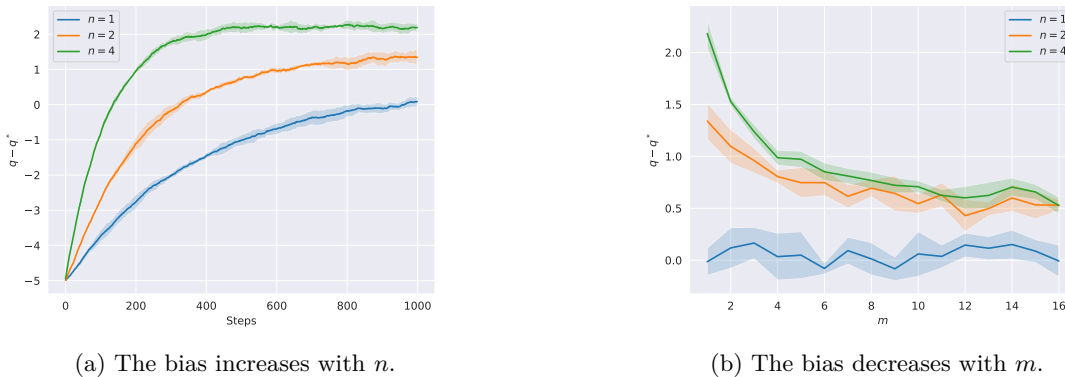 n = 1
n = 2
n = 4
2
1
0
−1
−2
−3
−4
−5
q − q*
0
200
400
600
800
1000
Steps
(a) The bias increases with n.
n = 1
n = 2
n = 4
2.0
1.5
1.0
0.5
0.0
q − q*
2
4
6
8
10
12
14
16
m
(b) The bias decreases with m.